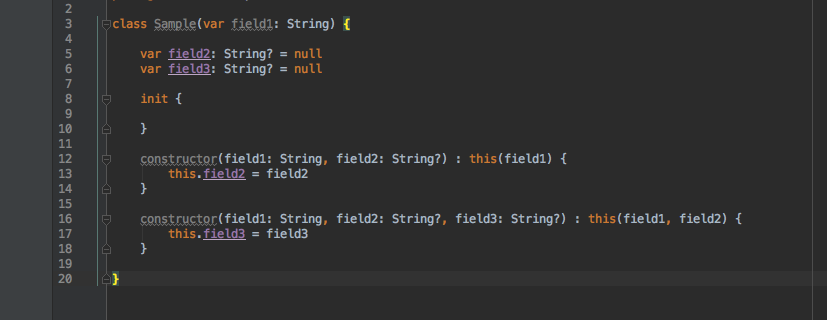 2
3 class Sample(var field1: String) {
4
5 var field2: String? = null
6 var field3: String? = null
7
8 init {
9
10 }
11
12 constructor(field1: String, field2: String?) : this(field1) {
13 this.field2 = field2
14 }
15
16 constructor(field1: String, field2: String?, field3: String?) : this(field1, field2) {
17 this.field3 = field3
18 }
19
20 }